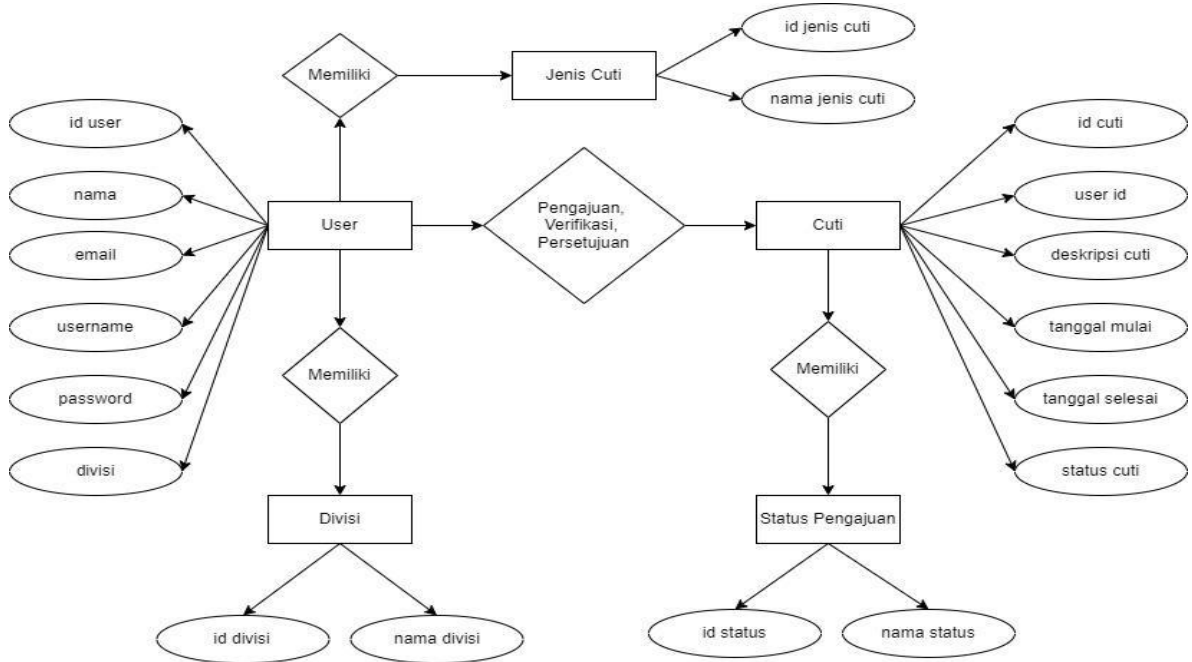 id jenis cuti
Memiliki
Jenis Cuti
nama jenis cuti
id user
id cuti
nama
user id
User
Pengajuan,
Verifikasi,
Persetujuan
Cuti
email
deskripsi cuti
username
tanggal mulai
Memiliki
Memiliki
password
tanggal selesai
divisi
status cuti
Divisi
Status Pengajuan
id divisi
nama divisi
id status
nama status